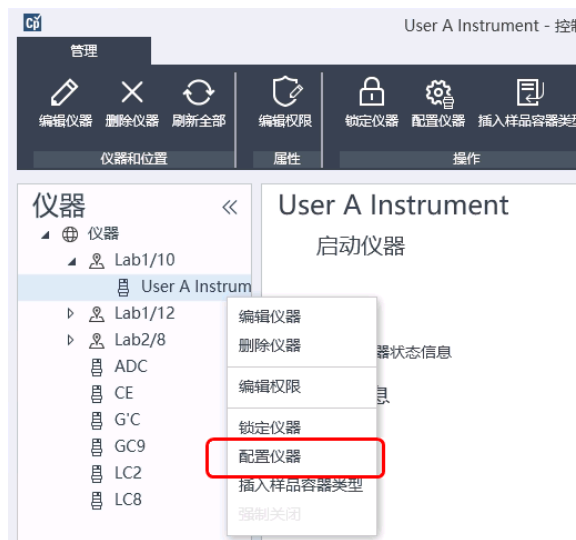 Cp
User A Instrument - 控制
管理
编辑仪器 删除仪器 刷新全部 编辑权限 锁定仪器 配置仪器 插入样品容器类型
仪器和位置 属性 操作
仪器 «
User A Instrument
仪器
启动仪器
Lab1/10
User A Instrum
Lab1/12
编辑仪器
Lab2/8
删除仪器
器状态信息
ADC
编辑权限
息
CE
G'C
锁定仪器
GC9
配置仪器
LC2
插入样品容器类型
LC8
强制关闭